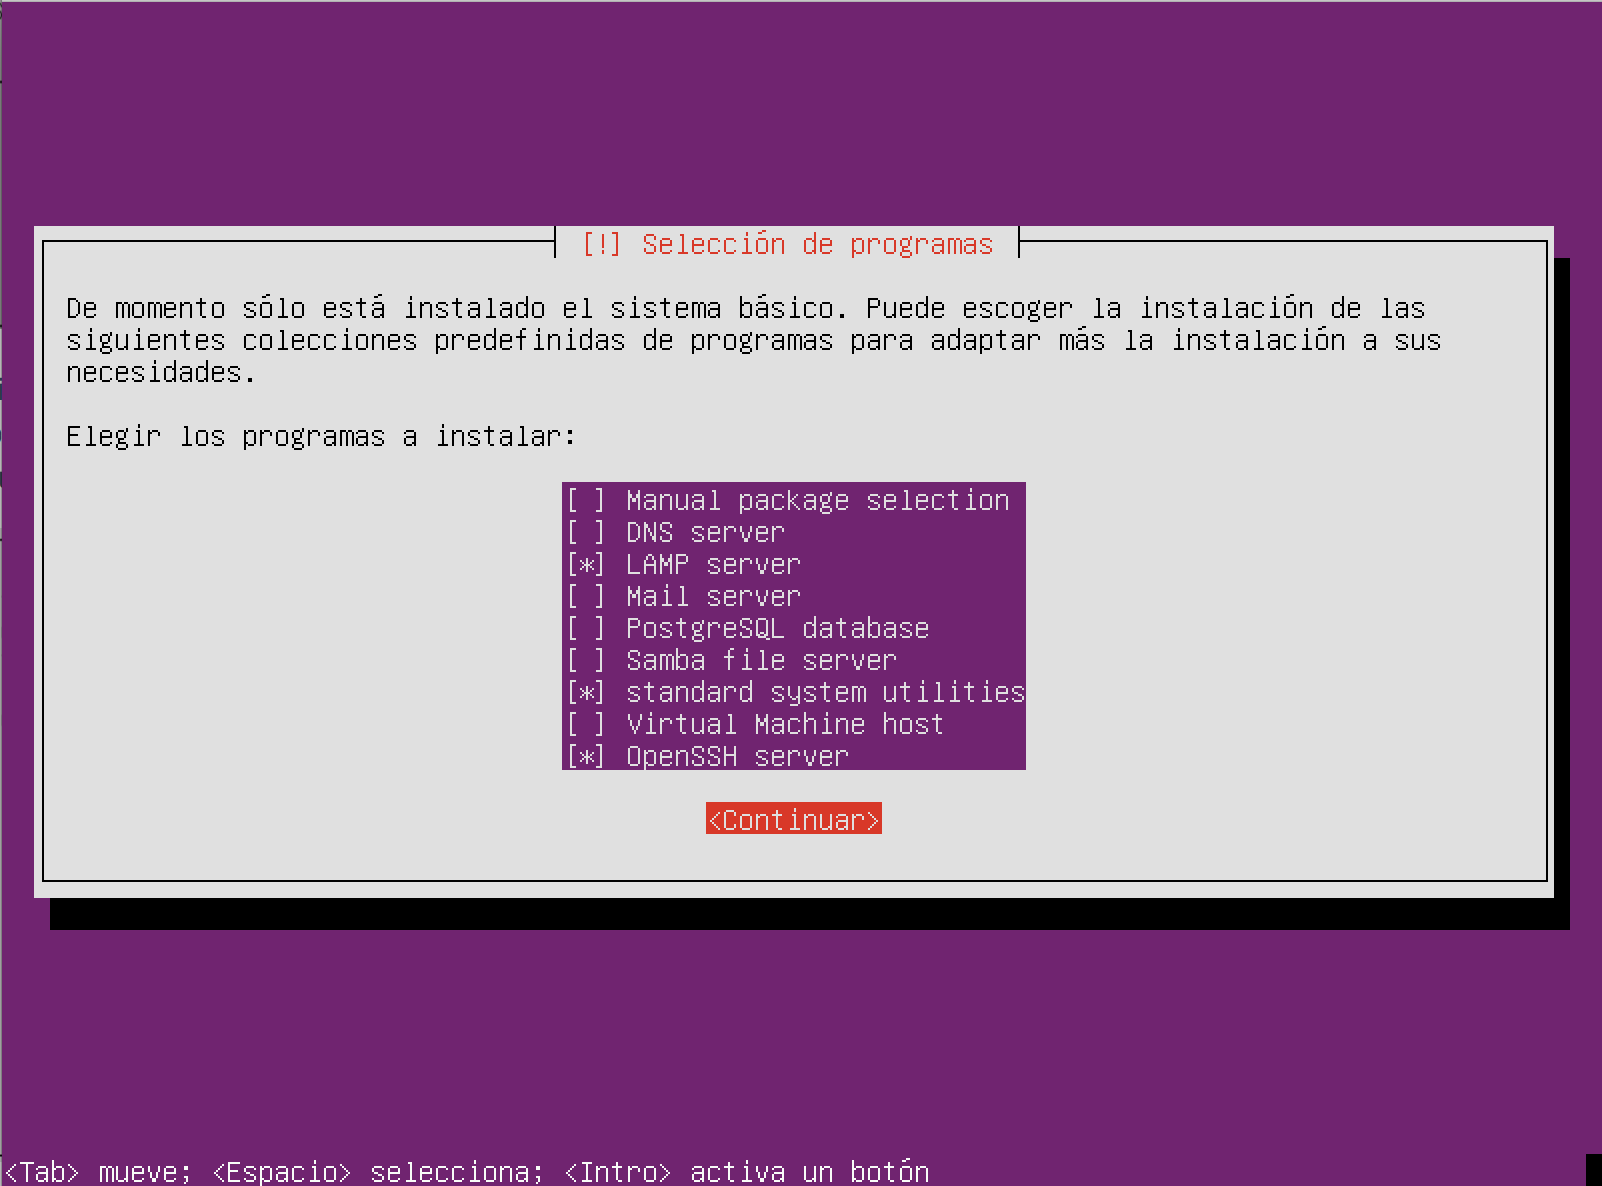 [!] Selección de programas
De momento sólo está instalado el sistema básico. Puede escoger la instalación de las
siguientes colecciones predefinidas de programas para adaptar más la instalación a sus
necesidades.
Elegir los programas a instalar:
[ ] Manual package selection
[ ] DNS server
[*] LAMP server
[ ] Mail server
[ ] PostgreSQL database
[ ] Samba file server
[*] standard system utilities
[ ] Virtual Machine host
[*] OpenSSH server
<Continuar>
<Tab> mueve; <Espacio> selecciona; <Intro> activa un botón